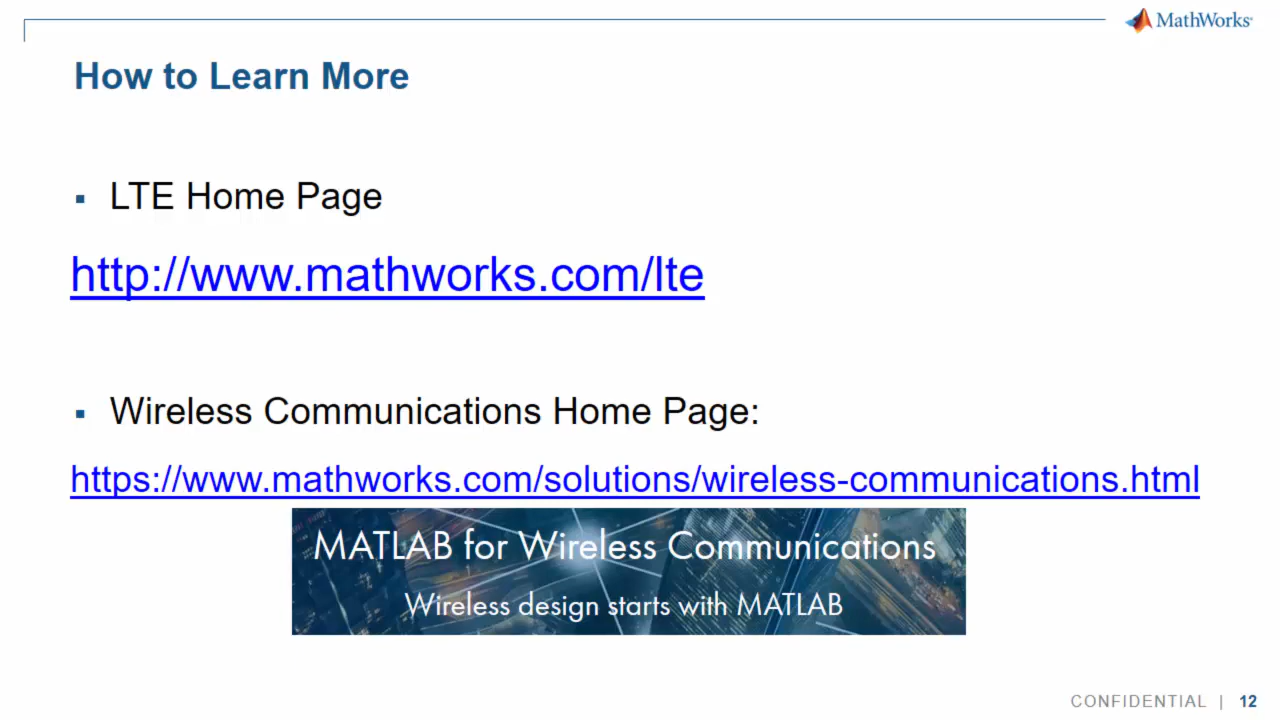 MathWorks
How to Learn More
▪ LTE Home Page
http://www.mathworks.com/lte
▪ Wireless Communications Home Page:
https://www.mathworks.com/solutions/wireless-communications.html
MATLAB for Wireless Communications
Wireless design starts with MATLAB
CONFIDENTIAL | 12